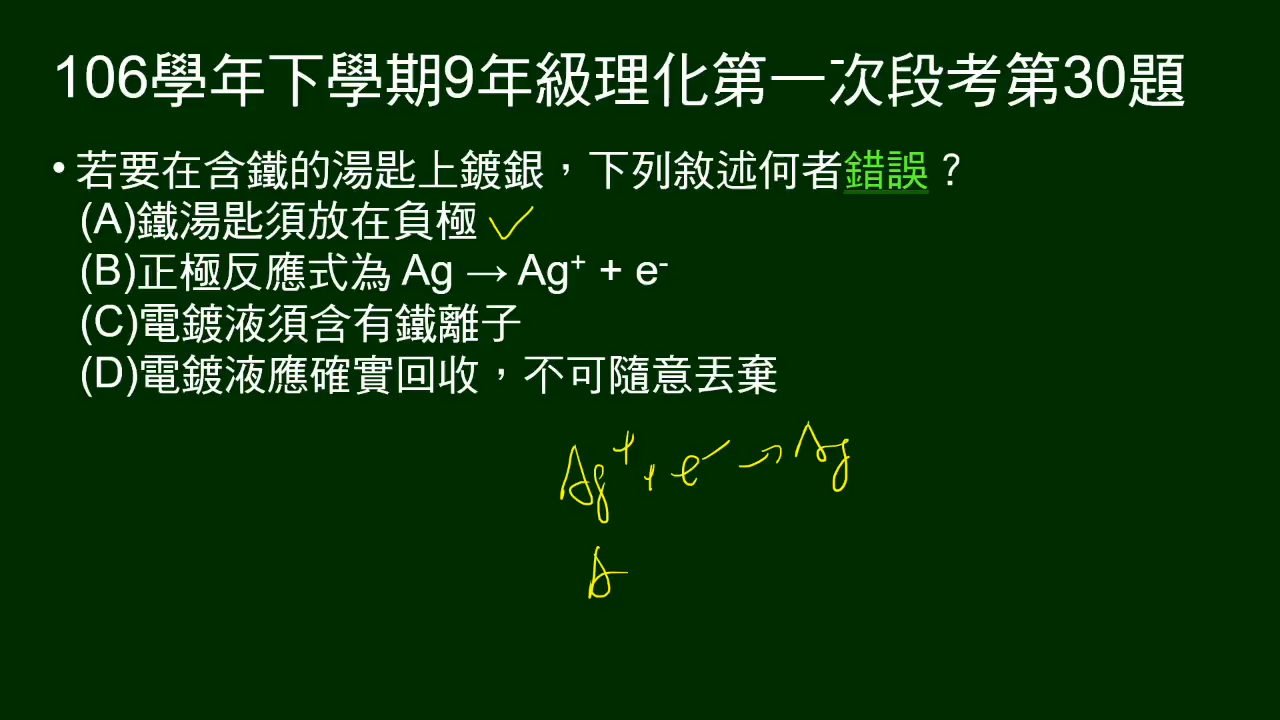 106學年下學期9年級理化第一次段考第30題
• 若要在含鐵的湯匙上鍍銀，下列敘述何者錯誤？
(A)鐵湯匙須放在負極 ✓
(B)正極反應式為 Ag → Ag⁺ + e⁻
(C)電鍍液須含有鐵離子
(D)電鍍液應確實回收，不可隨意丟棄
Ag⁺ + e⁻ → Ag
A